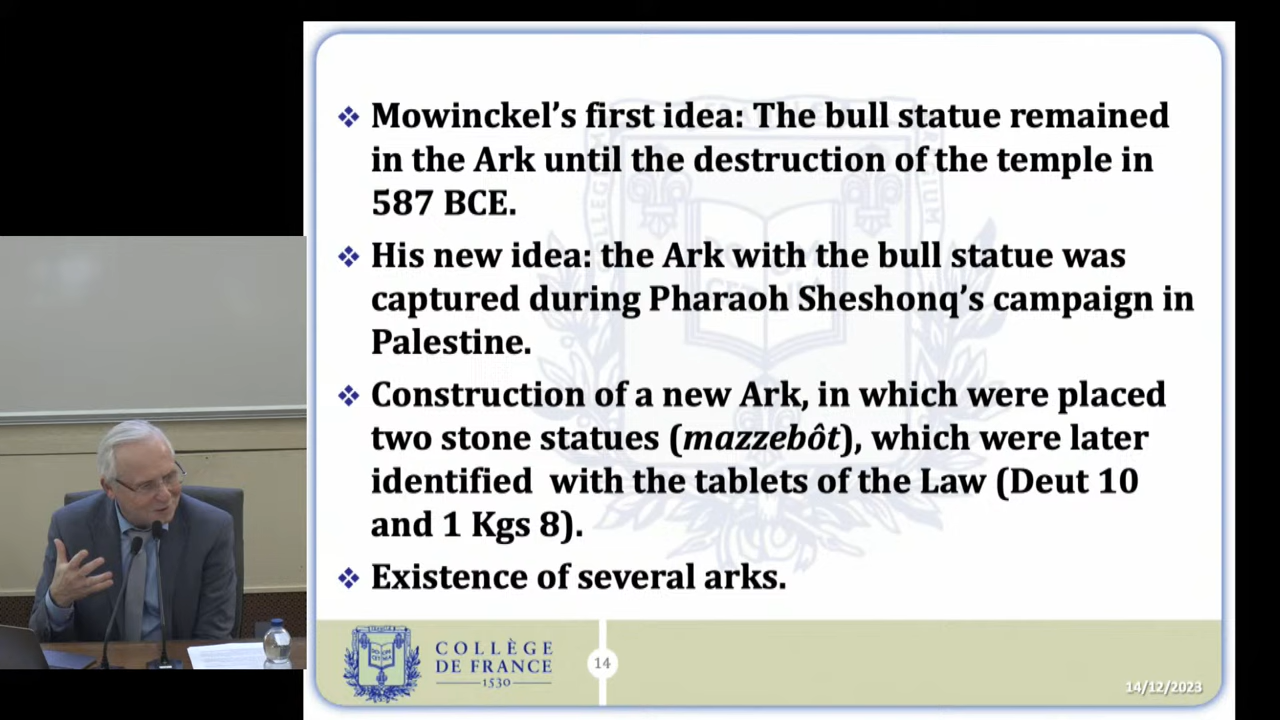 ❖ Mowinckel's first idea: The bull statue remained
in the Ark until the destruction of the temple in
587 BCE.
❖ His new idea: the Ark with the bull statue was
captured during Pharaoh Sheshonq's campaign in
Palestine.
❖ Construction of a new Ark, in which were placed
two stone statues (mazzebôt), which were later
identified  with the tablets of the Law (Deut 10
and 1 Kgs 8).
❖ Existence of several arks.
COLLÈGE
DE FRANCE
1530
14
14/12/2023